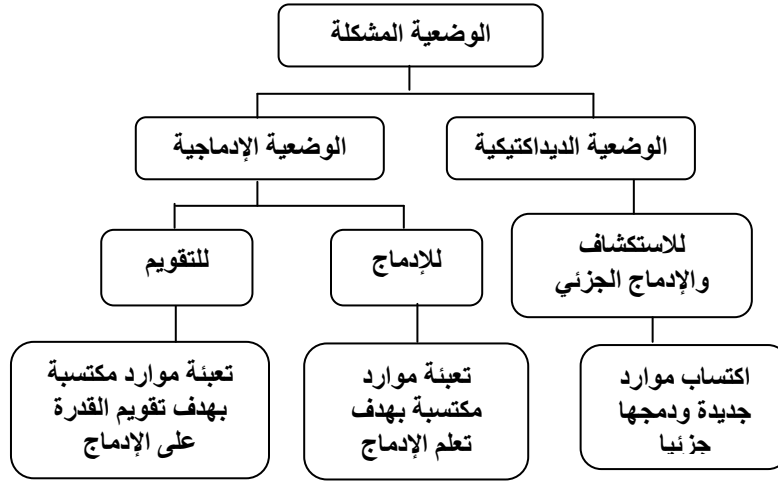 الوضعية المشكلة
الوضعية الديداكتيكية
الوضعية الإدماجية
للاستكشاف
والإدماج الجزئي
للإدماج
للتقويم
اكتساب موارد
جديدة ودمجها
جزئيا
تعبئة موارد
مكتسبة بهدف
تعلم الإدماج
تعبئة موارد مكتسبة
بهدف تقويم القدرة
على الإدماج